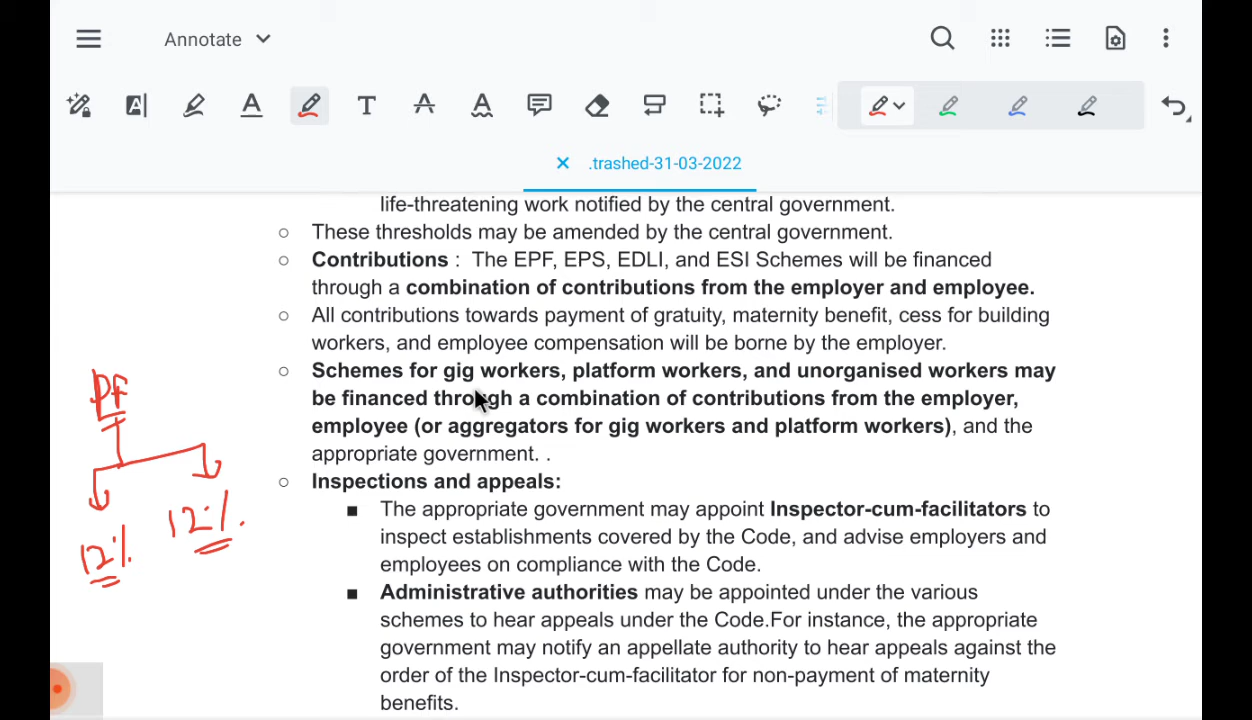 Annotate
.trashed-31-03-2022
life-threatening work notified by the central government.
○ These thresholds may be amended by the central government.
○ Contributions : The EPF, EPS, EDLI, and ESI Schemes will be financed
through a combination of contributions from the employer and employee.
○ All contributions towards payment of gratuity, maternity benefit, cess for building
workers, and employee compensation will be borne by the employer.
○ Schemes for gig workers, platform workers, and unorganised workers may
be financed through a combination of contributions from the employer,
employee (or aggregators for gig workers and platform workers), and the
appropriate government. .
○ Inspections and appeals:
■ The appropriate government may appoint Inspector-cum-facilitators to
inspect establishments covered by the Code, and advise employers and
employees on compliance with the Code.
■ Administrative authorities may be appointed under the various
schemes to hear appeals under the Code.For instance, the appropriate
government may notify an appellate authority to hear appeals against the
order of the Inspector-cum-facilitator for non-payment of maternity
benefits.
PF
12%
12%.